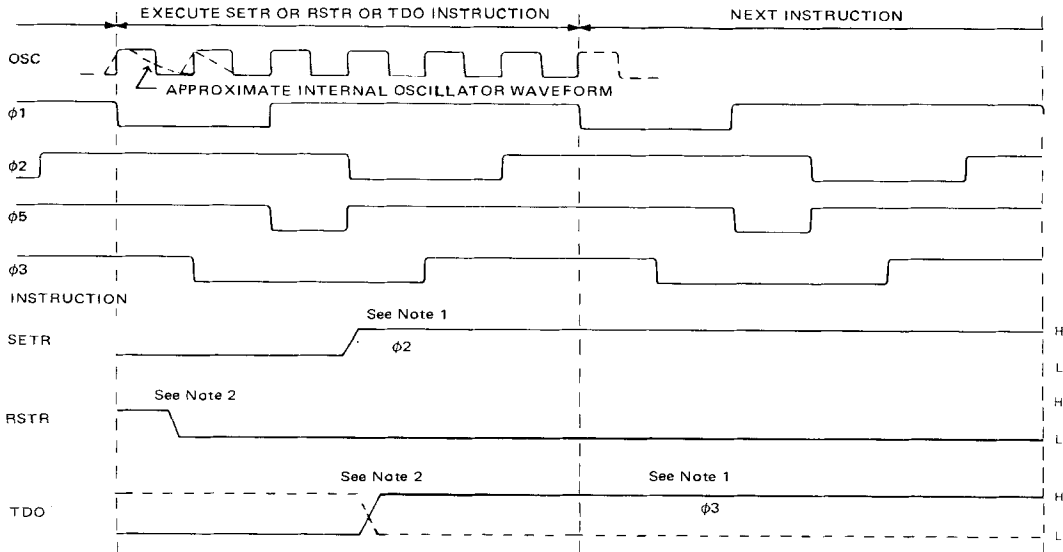 EXECUTE SETR OR RSTR OR TDO INSTRUCTION
NEXT INSTRUCTION
OSC
APPROXIMATE INTERNAL OSCILLATOR WAVEFORM
ϕ1
ϕ2
ϕ5
ϕ3
INSTRUCTION
See Note 1
SETR
ϕ2
H
L
See Note 2
RSTR
H
L
See Note 2
See Note 1
TDO
ϕ3
H
L